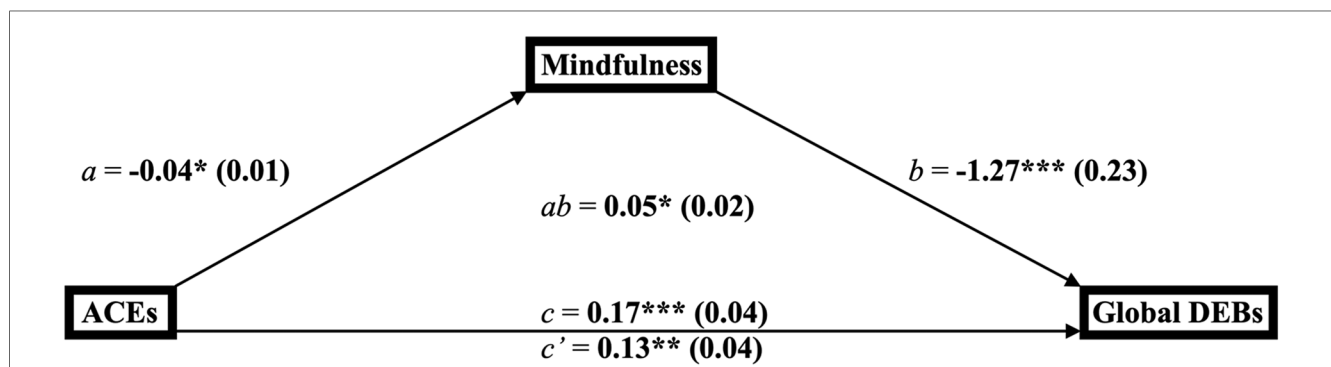 Mindfulness
a = -0.04* (0.01)
b = -1.27*** (0.23)
ab = 0.05* (0.02)
ACEs
c = 0.17*** (0.04)
Global DEBs
c’ = 0.13** (0.04)